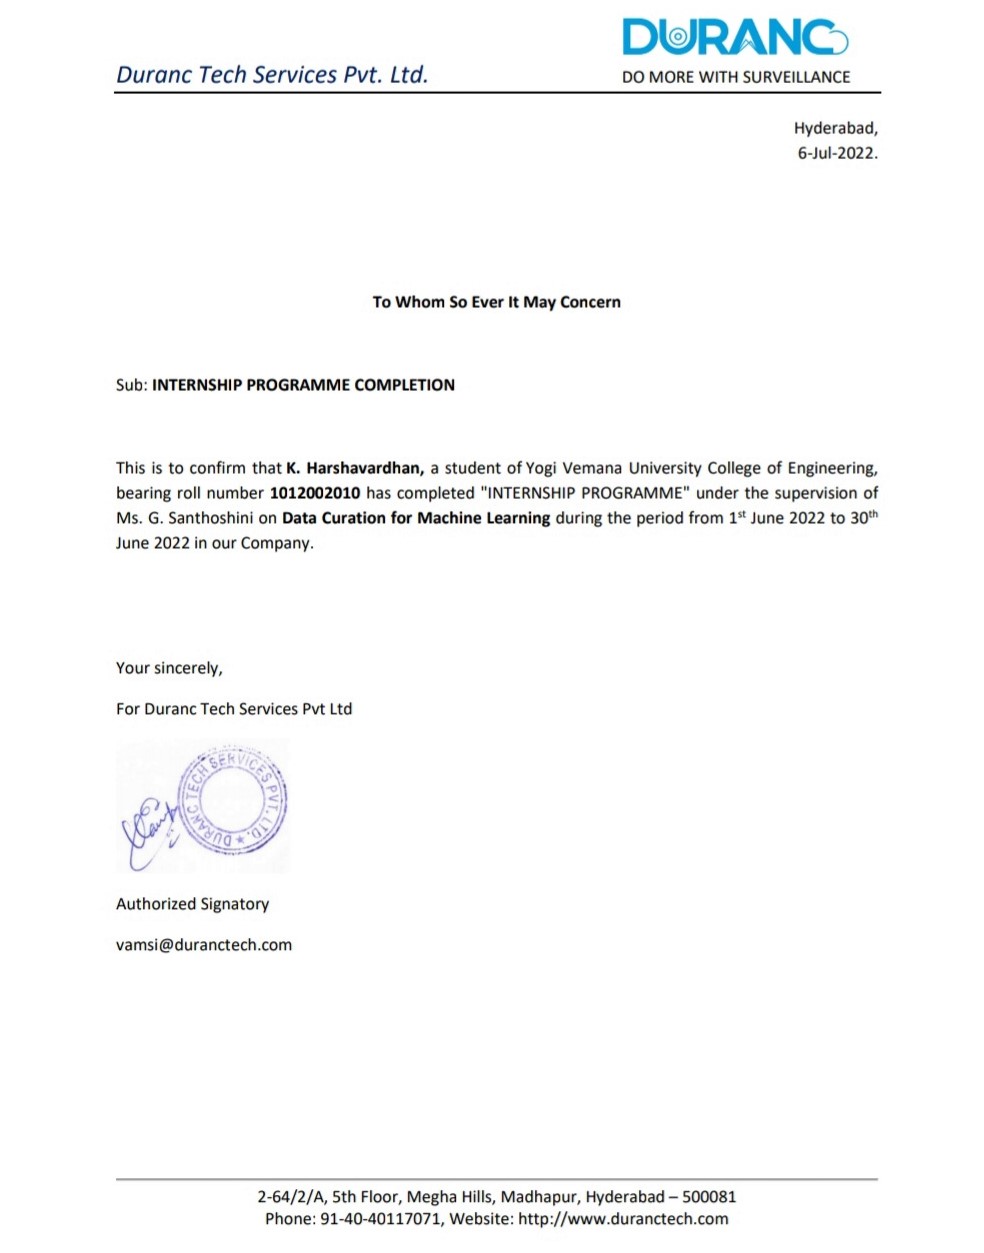 Duranc Tech Services Pvt. Ltd.
DURANC
DO MORE WITH SURVEILLANCE
Hyderabad,
6-Jul-2022.
To Whom So Ever It May Concern
Sub: INTERNSHIP PROGRAMME COMPLETION
This is to confirm that K. Harshavardhan, a student of Yogi Vemana University College of Engineering,
bearing roll number 1012002010 has completed "INTERNSHIP PROGRAMME" under the supervision of
Ms. G. Santhoshini on Data Curation for Machine Learning during the period from 1st June 2022 to 30th
June 2022 in our Company.
Your sincerely,
For Duranc Tech Services Pvt Ltd
DURANC TECH SERVICES PVT. LTD.
Authorized Signatory
vamsi@duranctech.com
2-64/2/A, 5th Floor, Megha Hills, Madhapur, Hyderabad – 500081
Phone: 91-40-40117071, Website: http://www.duranctech.com